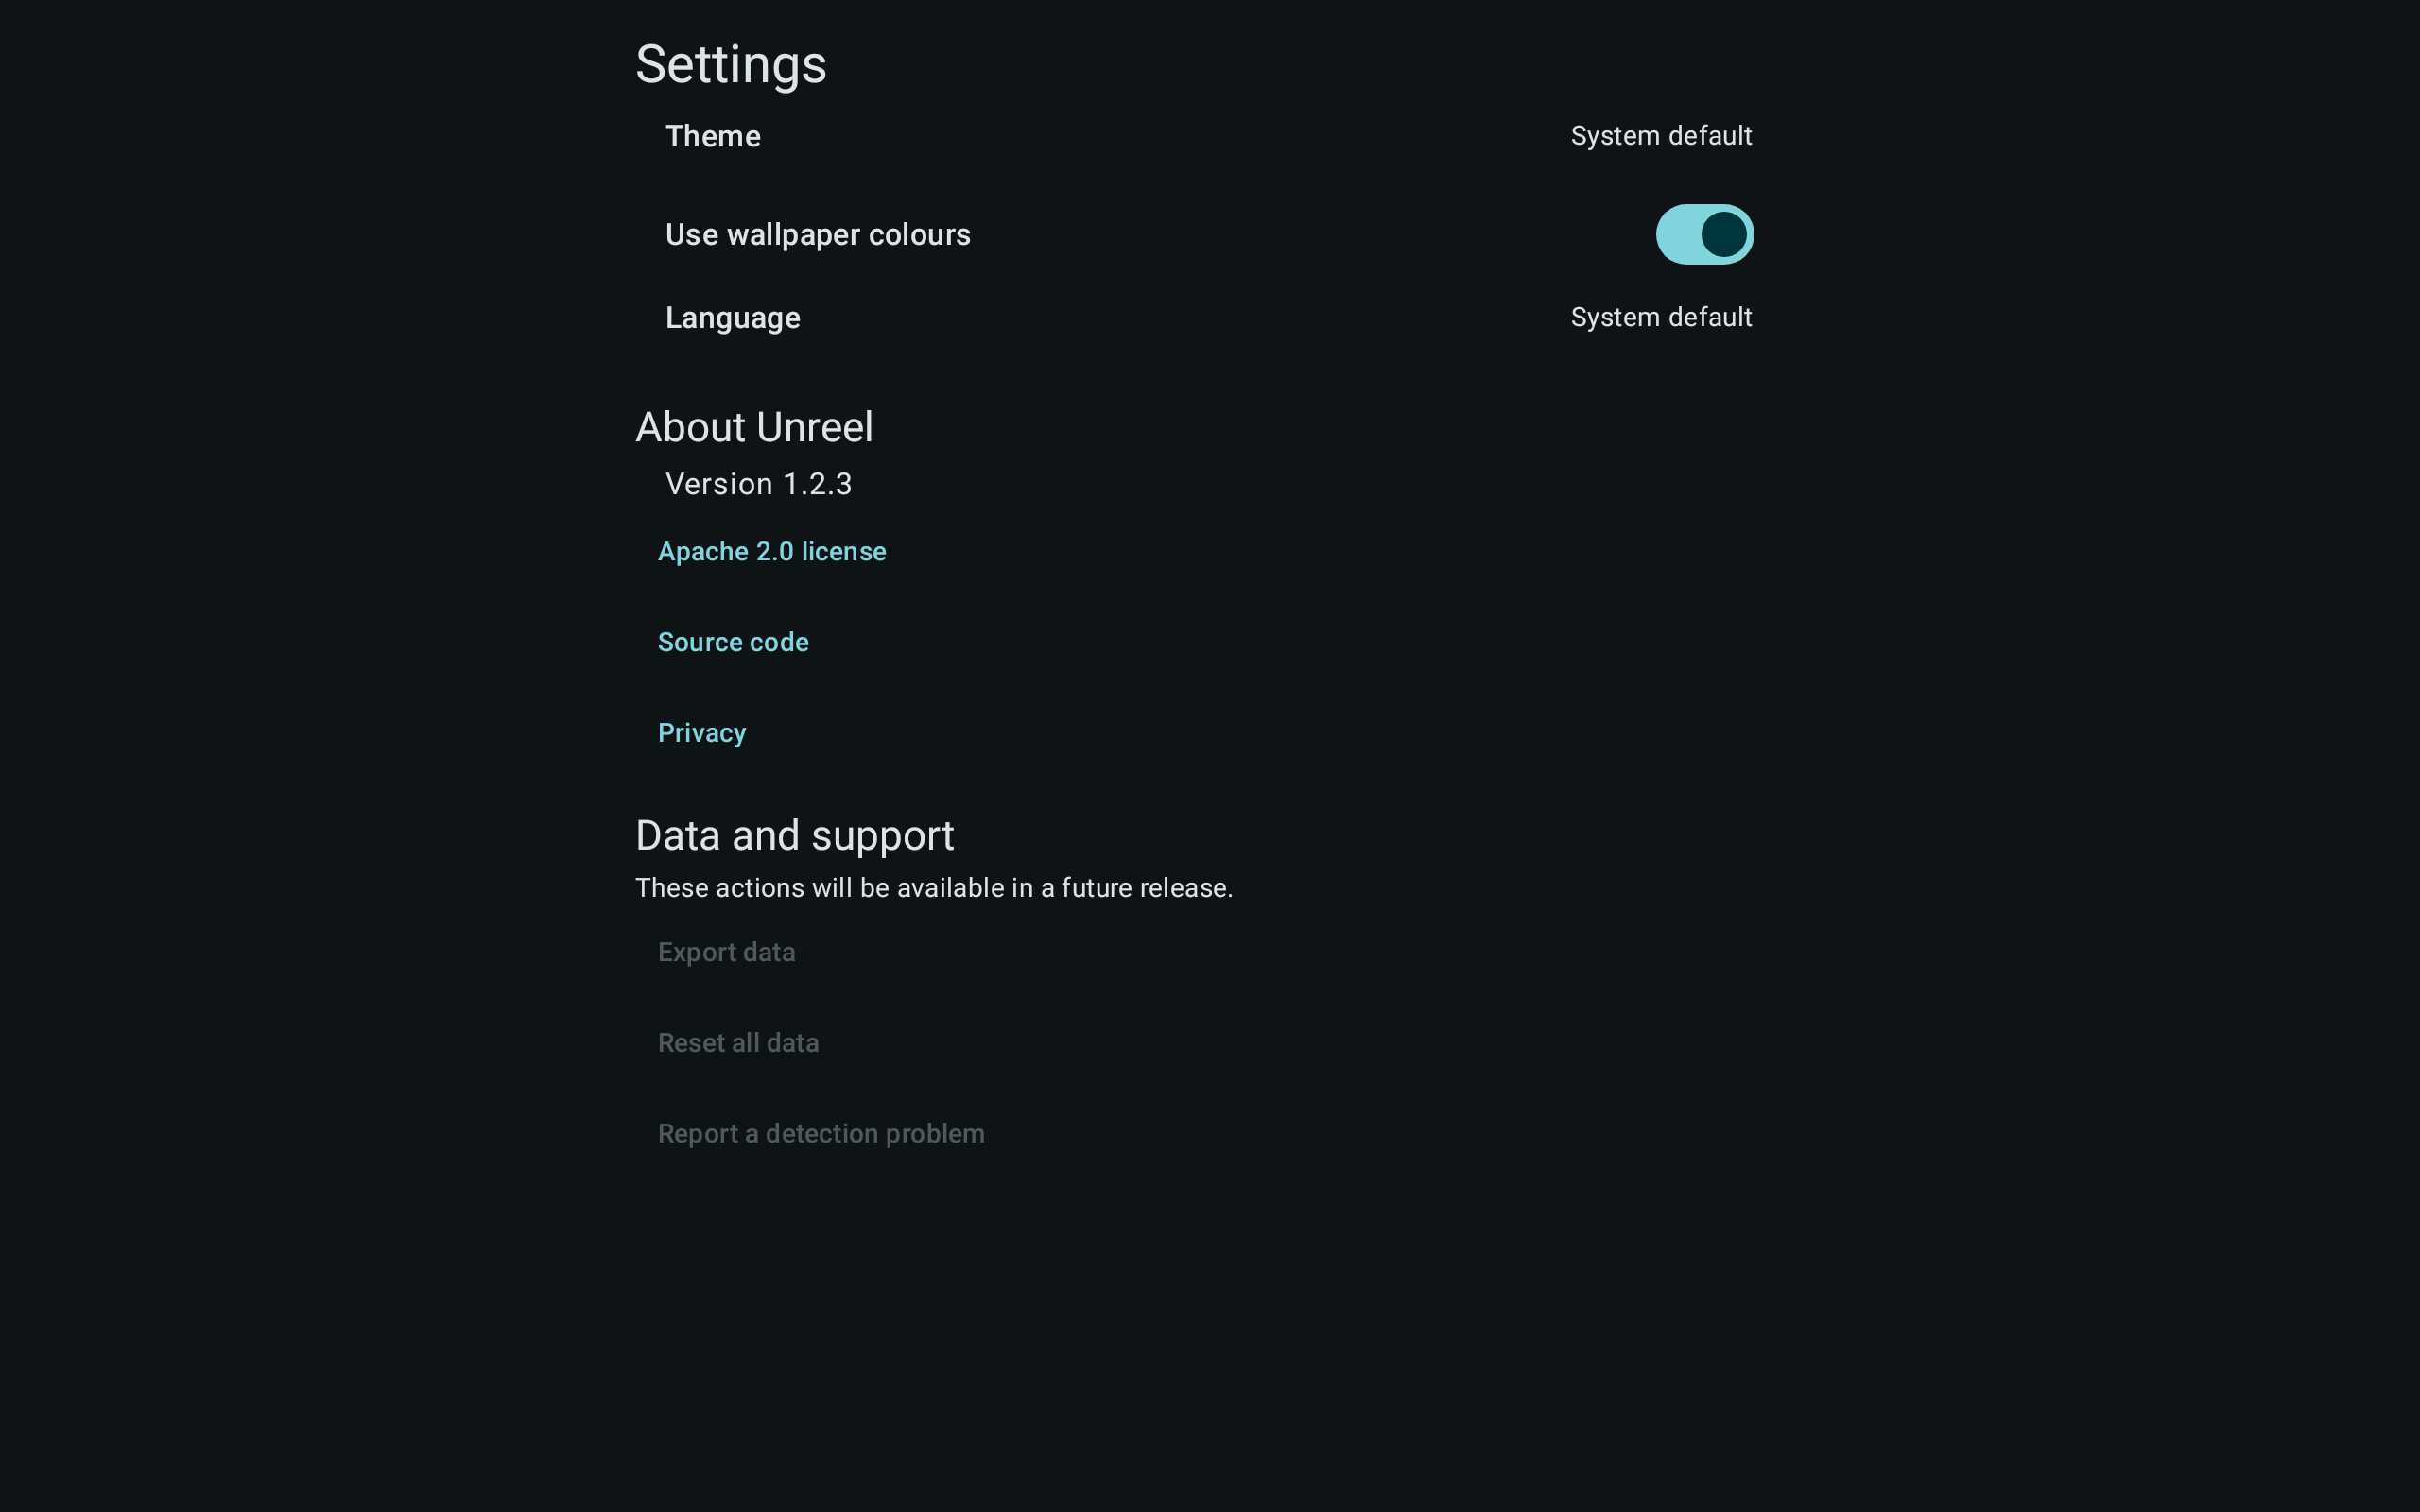 Settings
Theme System default
Use wallpaper colours
Language System default
About Unreel
Version 1.2.3
Apache 2.0 license
Source code
Privacy
Data and support
These actions will be available in a future release.
Export data
Reset all data
Report a detection problem